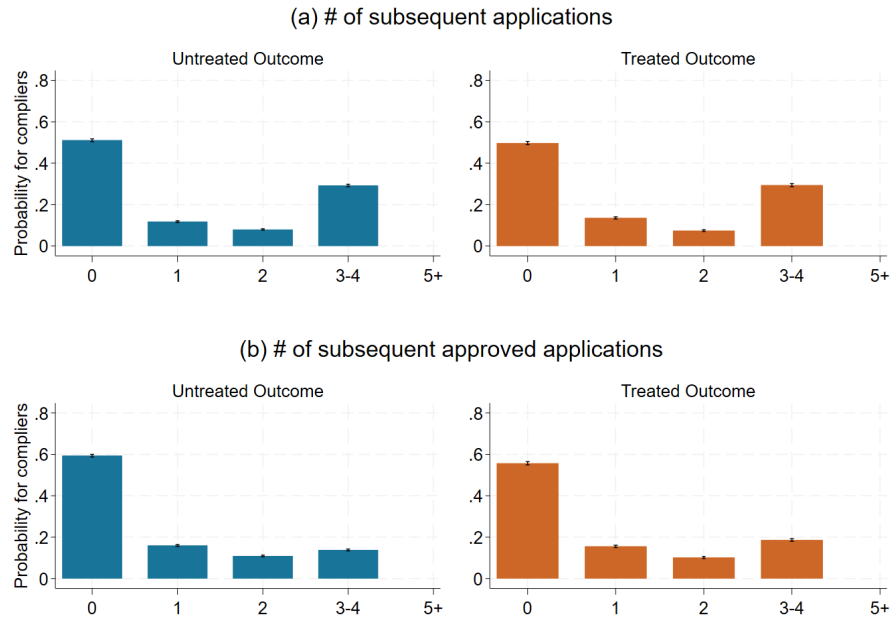 (a) # of subsequent applications
Untreated Outcome
Probability for compliers
.8
.6
.4
.2
0
0 1 2 3-4 5+
Treated Outcome
.8
.6
.4
.2
0
0 1 2 3-4 5+
(b) # of subsequent approved applications
Untreated Outcome
Probability for compliers
.8
.6
.4
.2
0
0 1 2 3-4 5+
Treated Outcome
.8
.6
.4
.2
0
0 1 2 3-4 5+